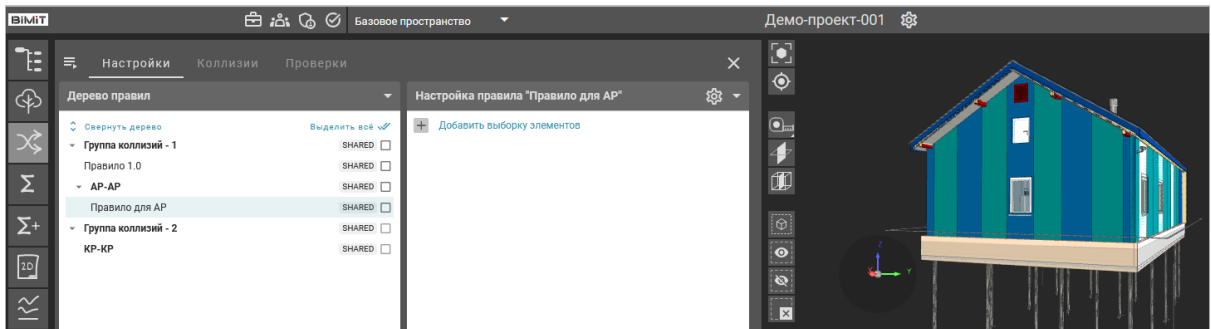 BIMiT Базовое пространство Демо-проект-001
Настройки Коллизии Проверки
Дерево правил Настройка правила "Правило для АР"
Свернуть дерево Выделить всё Добавить выборку элементов
Группа коллизий - 1 SHARED
Правило 1.0 SHARED
АР-АР SHARED
Правило для АР SHARED
Группа коллизий - 2 SHARED
КР-КР SHARED
Σ
Σ+
2D
Z
X
Y